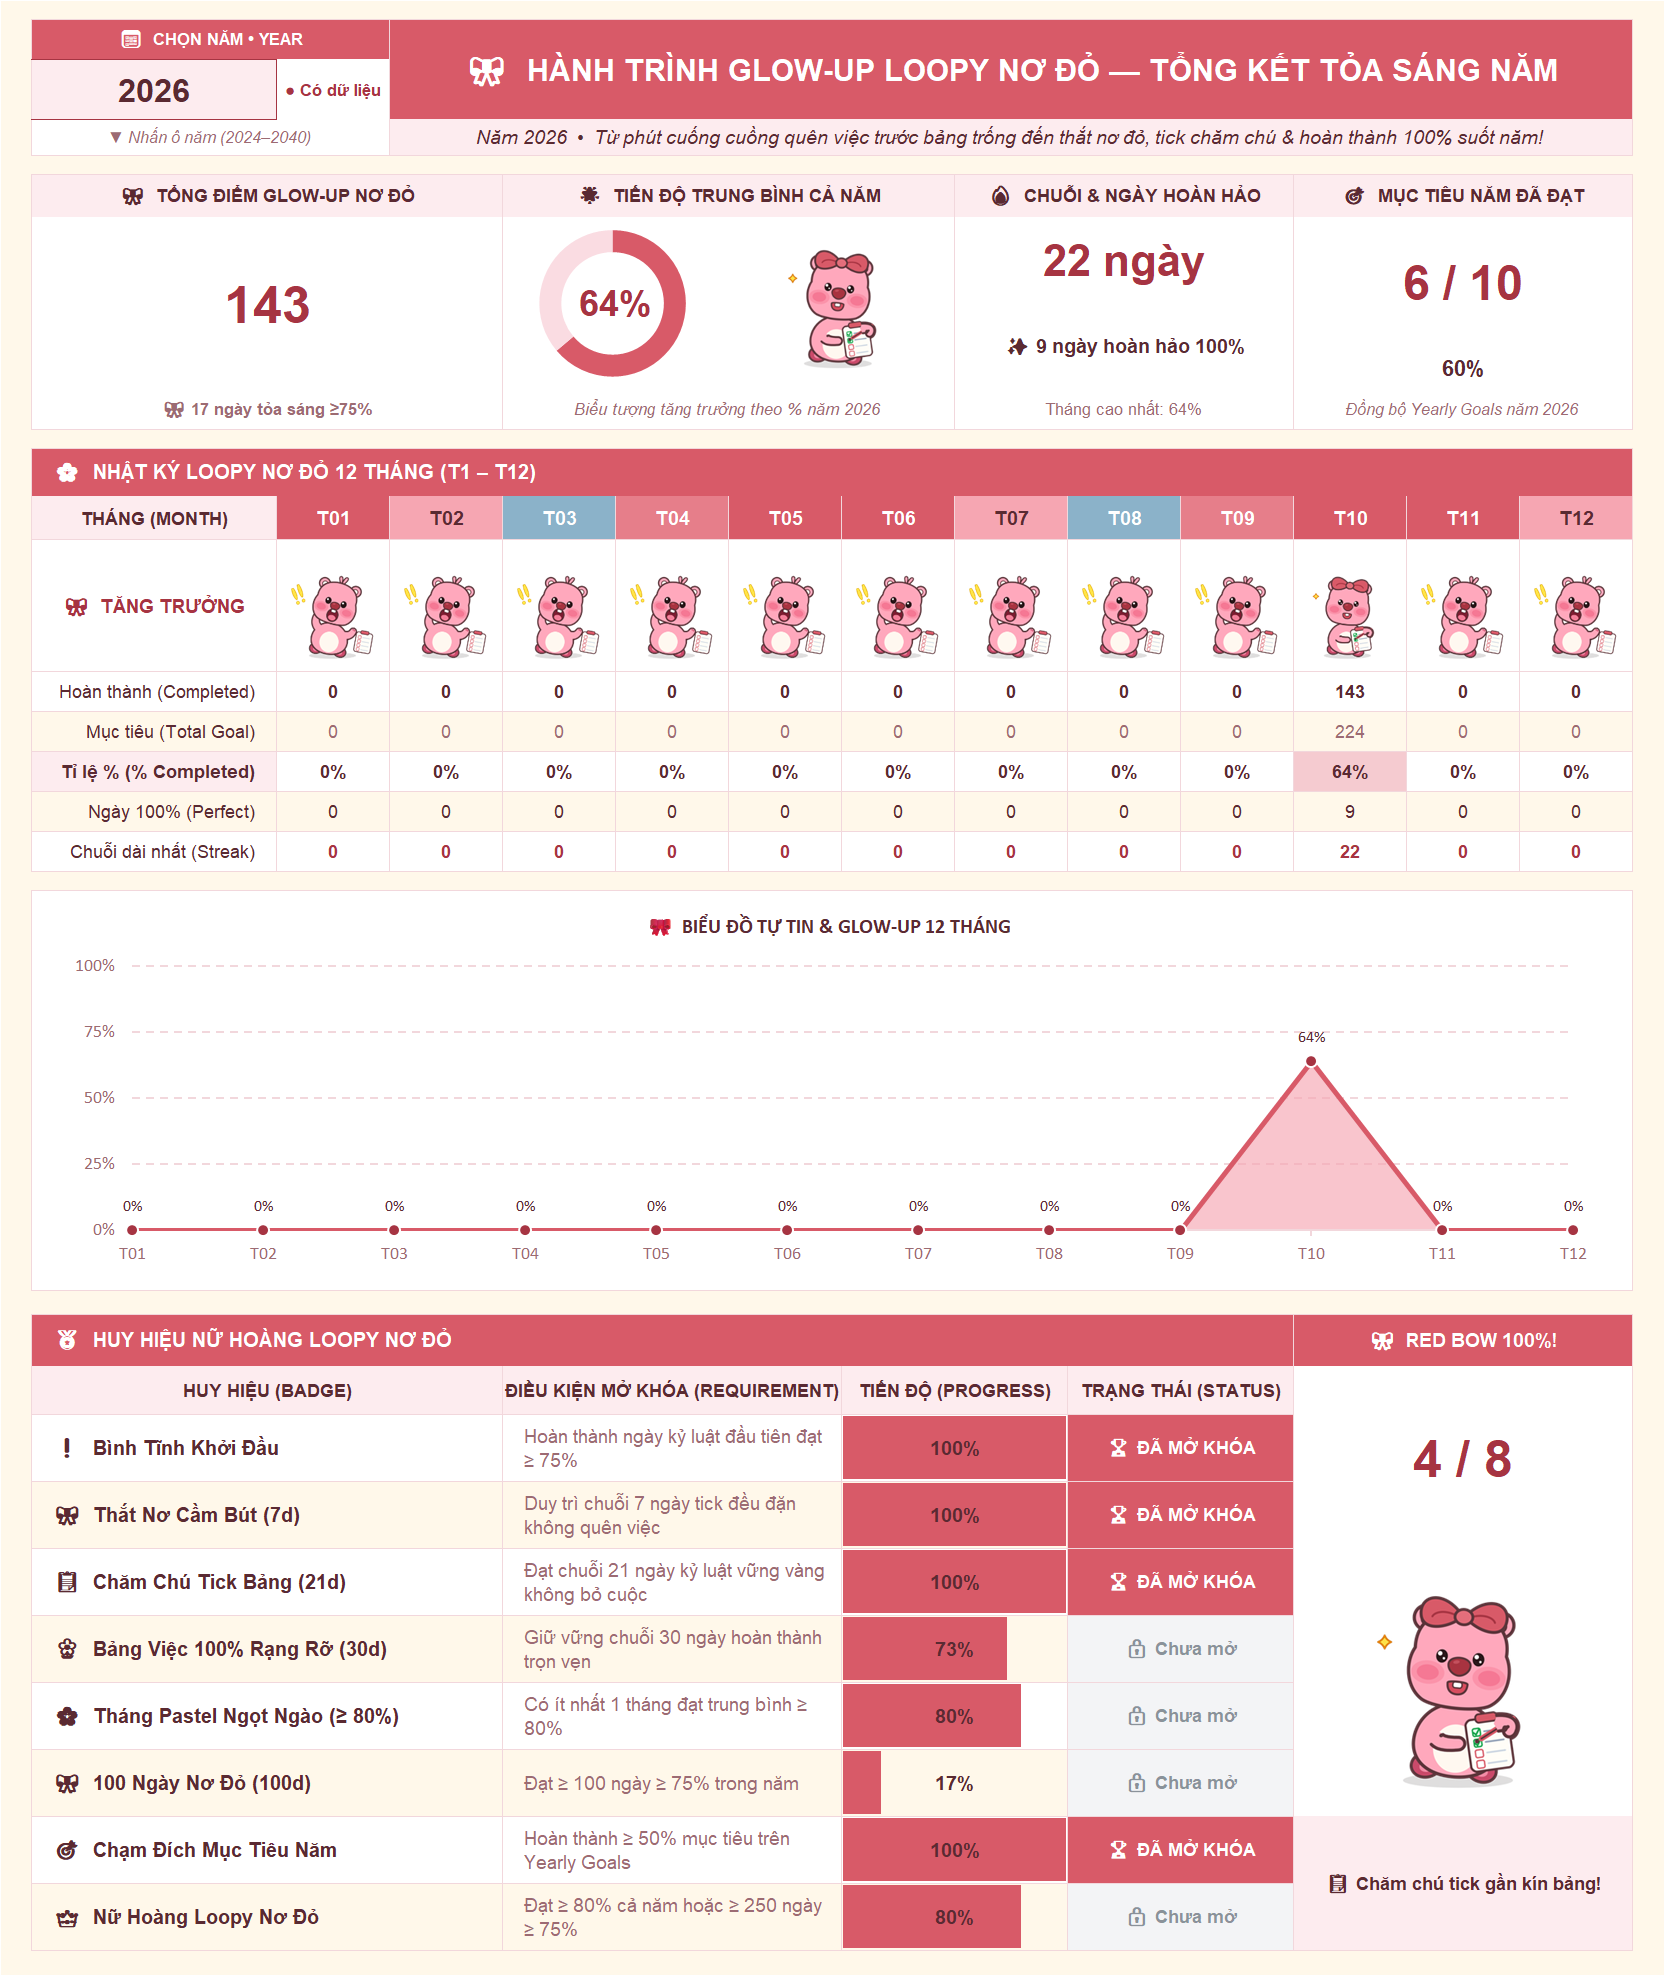 CHỌN NĂM • YEAR
2026
● Có dữ liệu
▼ Nhấn ô năm (2024–2040)
HÀNH TRÌNH GLOW-UP LOOPY NƠ ĐỎ — TỔNG KẾT TỎA SÁNG NĂM
Năm 2026 • Từ phút cuống cuồng quên việc trước bảng trống đến thắt nơ đỏ, tick chăm chú & hoàn thành 100% suốt năm!
TỔNG ĐIỂM GLOW-UP NƠ ĐỎ
143
17 ngày tỏa sáng ≥75%
TIẾN ĐỘ TRUNG BÌNH CẢ NĂM
64%
Biểu tượng tăng trưởng theo % năm 2026
CHUỖI & NGÀY HOÀN HẢO
22 ngày
9 ngày hoàn hảo 100%
Tháng cao nhất: 64%
MỤC TIÊU NĂM ĐÃ ĐẠT
6 / 10
60%
Đồng bộ Yearly Goals năm 2026
NHẬT KÝ LOOPY NƠ ĐỎ 12 THÁNG (T1 – T12)
THÁNG (MONTH) T01 T02 T03 T04 T05 T06 T07 T08 T09 T10 T11 T12
TĂNG TRƯỞNG
Hoàn thành (Completed) 0 0 0 0 0 0 0 0 0 143 0 0
Mục tiêu (Total Goal) 0 0 0 0 0 0 0 0 0 224 0 0
Tỉ lệ % (% Completed) 0% 0% 0% 0% 0% 0% 0% 0% 0% 64% 0% 0%
Ngày 100% (Perfect) 0 0 0 0 0 0 0 0 0 9 0 0
Chuỗi dài nhất (Streak) 0 0 0 0 0 0 0 0 0 22 0 0
BIỂU ĐỒ TỰ TIN & GLOW-UP 12 THÁNG
100%
75%
64%
50%
25%
0% 0% 0% 0% 0% 0% 0% 0% 0% 0% 0%
0%
T01 T02 T03 T04 T05 T06 T07 T08 T09 T10 T11 T12
HUY HIỆU NỮ HOÀNG LOOPY NƠ ĐỎ
HUY HIỆU (BADGE) ĐIỀU KIỆN MỞ KHÓA (REQUIREMENT) TIẾN ĐỘ (PROGRESS) TRẠNG THÁI (STATUS)
Bình Tĩnh Khởi Đầu
Hoàn thành ngày kỷ luật đầu tiên đạt
≥ 75%
100%
ĐÃ MỞ KHÓA
Thắt Nơ Cầm Bút (7d)
Duy trì chuỗi 7 ngày tick đều đặn
không quên việc
100%
ĐÃ MỞ KHÓA
Chăm Chú Tick Bảng (21d)
Đạt chuỗi 21 ngày kỷ luật vững vàng
không bỏ cuộc
100%
ĐÃ MỞ KHÓA
Bảng Việc 100% Rạng Rỡ (30d)
Giữ vững chuỗi 30 ngày hoàn thành
trọn vẹn
73%
Chưa mở
Tháng Pastel Ngọt Ngào (≥ 80%)
Có ít nhất 1 tháng đạt trung bình ≥
80%
80%
Chưa mở
100 Ngày Nơ Đỏ (100d)
Đạt ≥ 100 ngày ≥ 75% trong năm
17%
Chưa mở
Chạm Đích Mục Tiêu Năm
Hoàn thành ≥ 50% mục tiêu trên
Yearly Goals
100%
ĐÃ MỞ KHÓA
Nữ Hoàng Loopy Nơ Đỏ
Đạt ≥ 80% cả năm hoặc ≥ 250 ngày
≥ 75%
80%
Chưa mở
RED BOW 100%!
4 / 8
Chăm chú tick gần kín bảng!